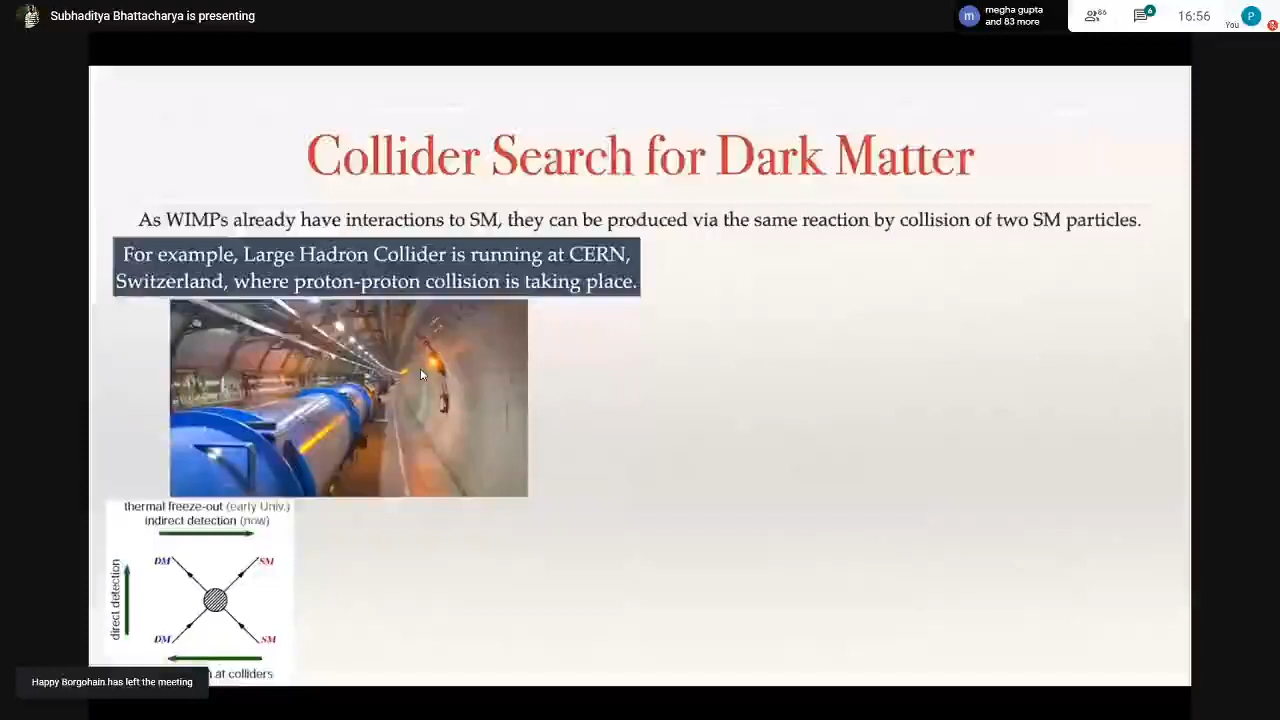 Subhaditya Bhattacharya is presenting
m
megha gupta
and 83 more
86
6
16:56
You
P
Collider Search for Dark Matter
As WIMPs already have interactions to SM, they can be produced via the same reaction by collision of two SM particles.
For example, Large Hadron Collider is running at CERN,
Switzerland, where proton-proton collision is taking place.
thermal freeze-out (early Univ.)
indirect detection (now)
direct detection
DM
SM
DM
SM
at colliders
Happy Borgohain has left the meeting